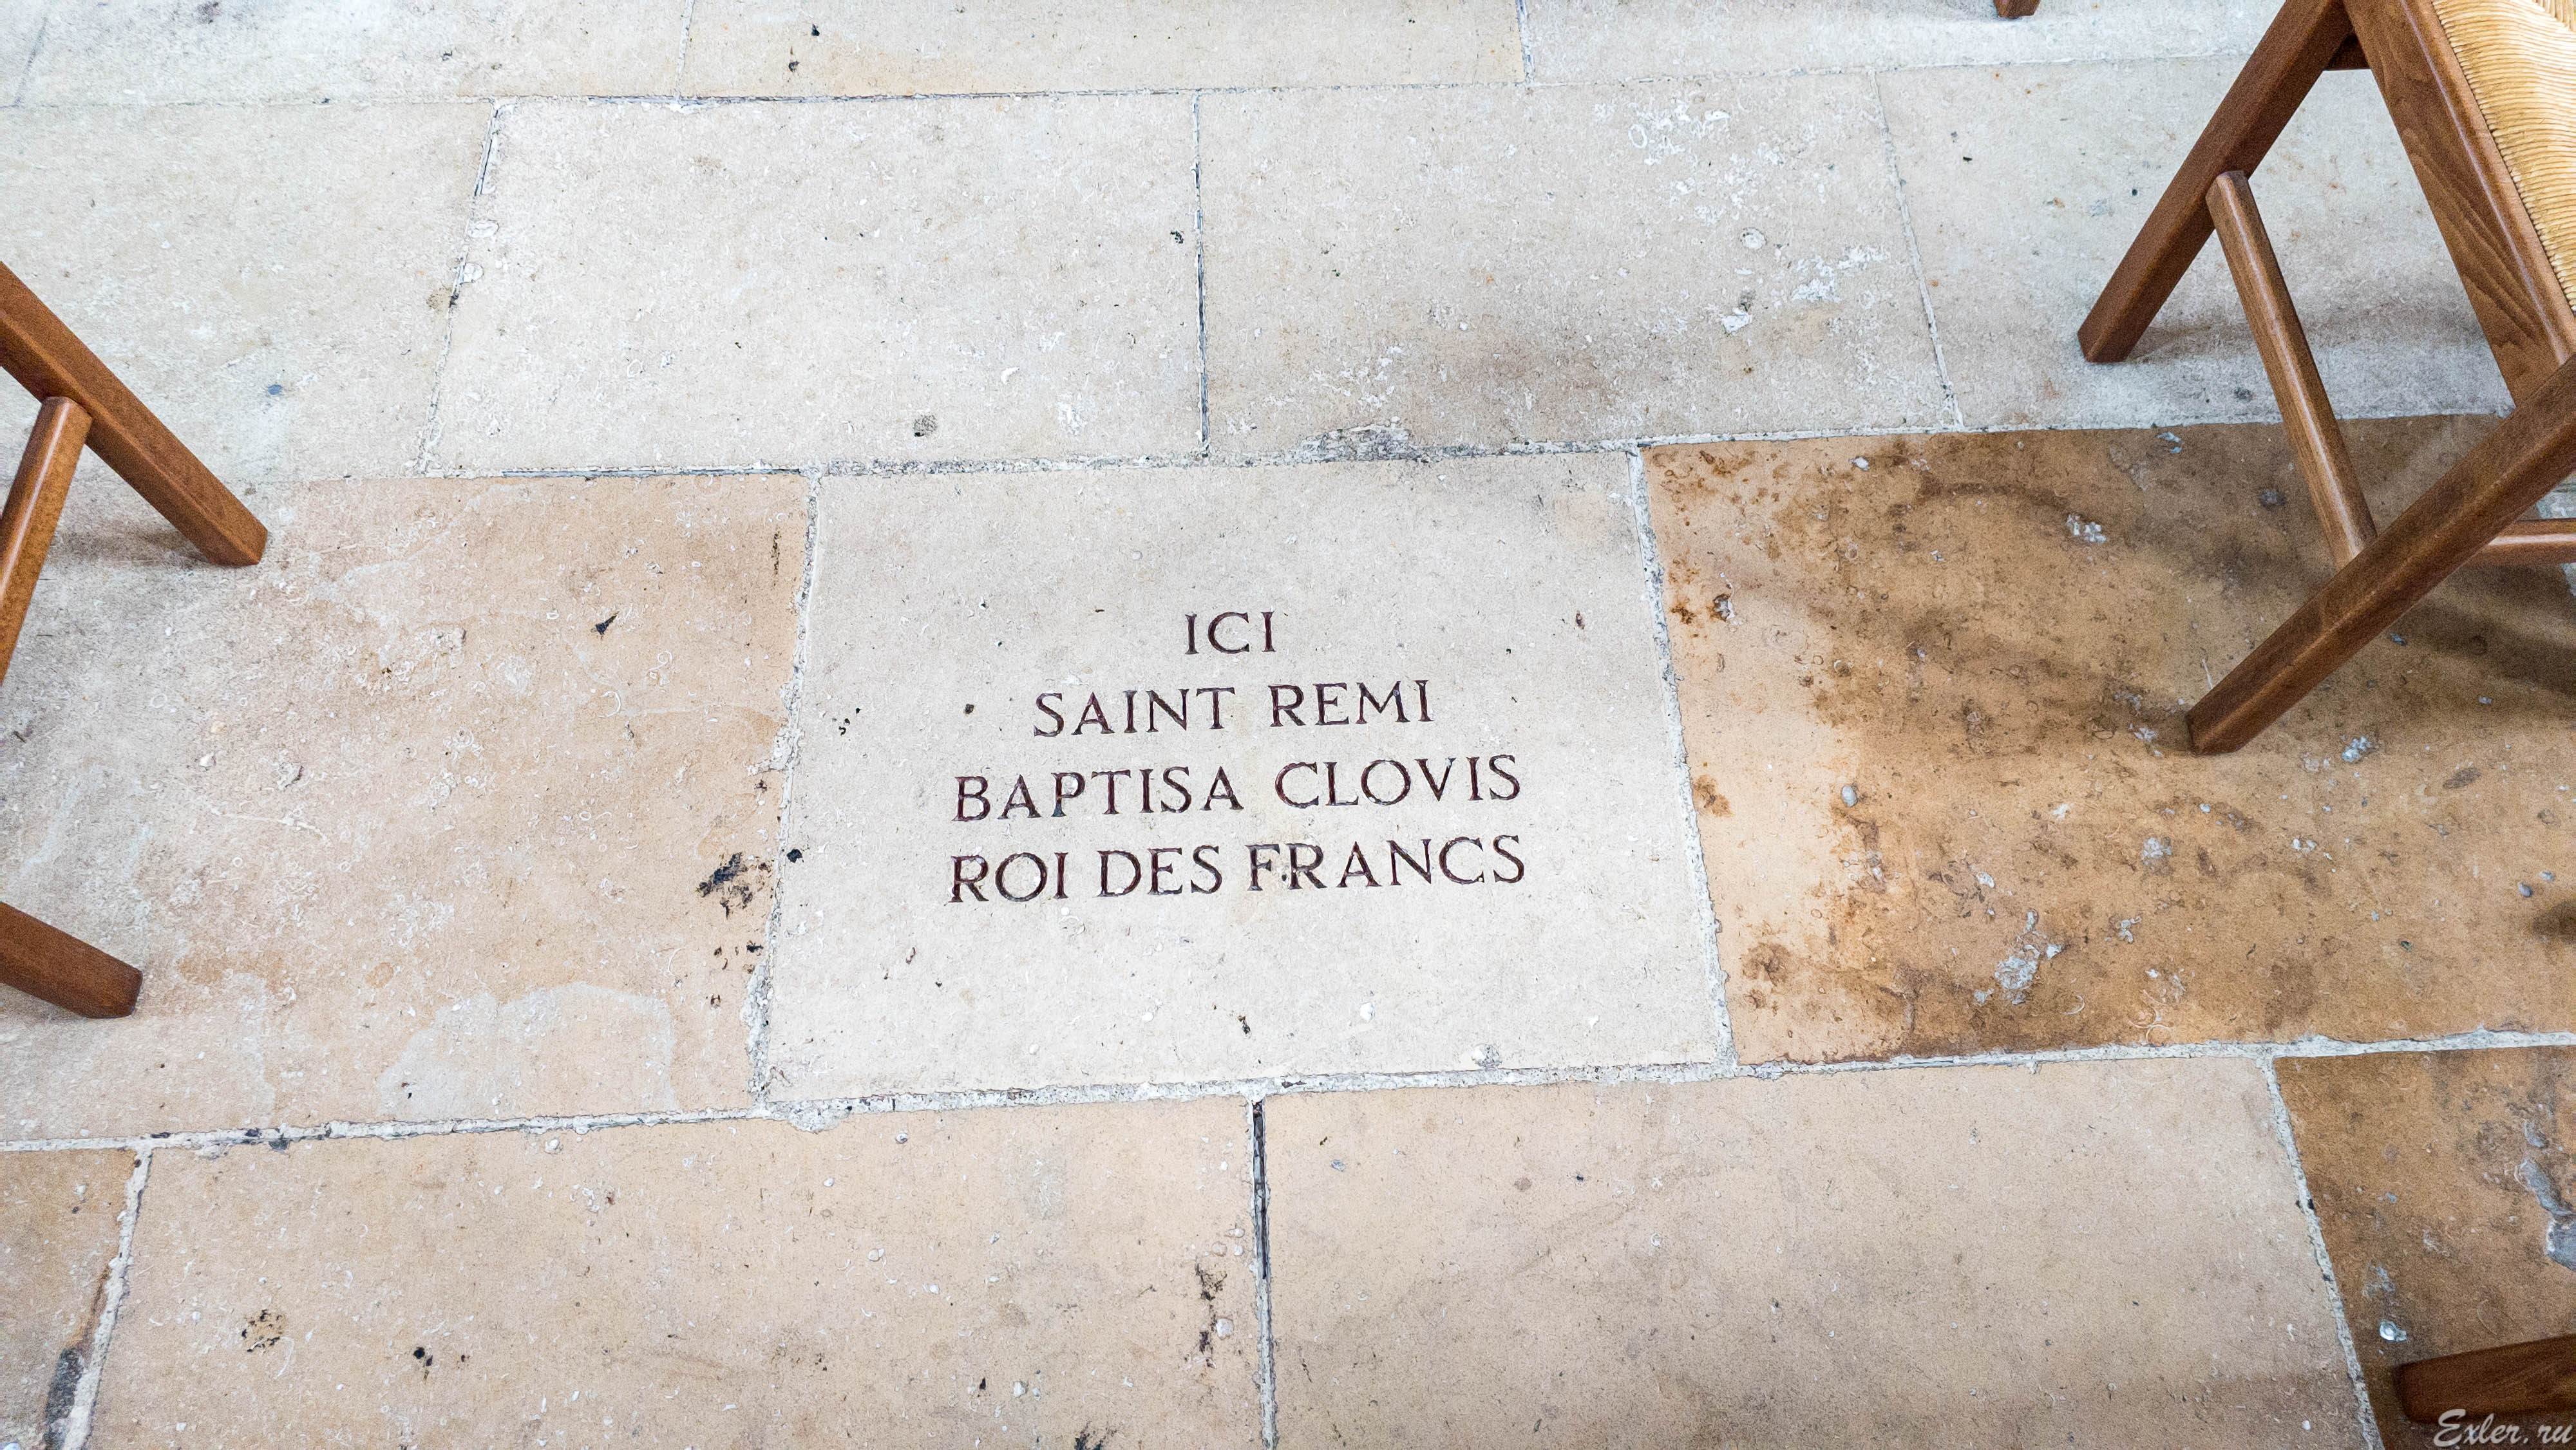 ICI
SAINT REMI
BAPTISA CLOVIS
ROI DES FRANCS
Exler.ru